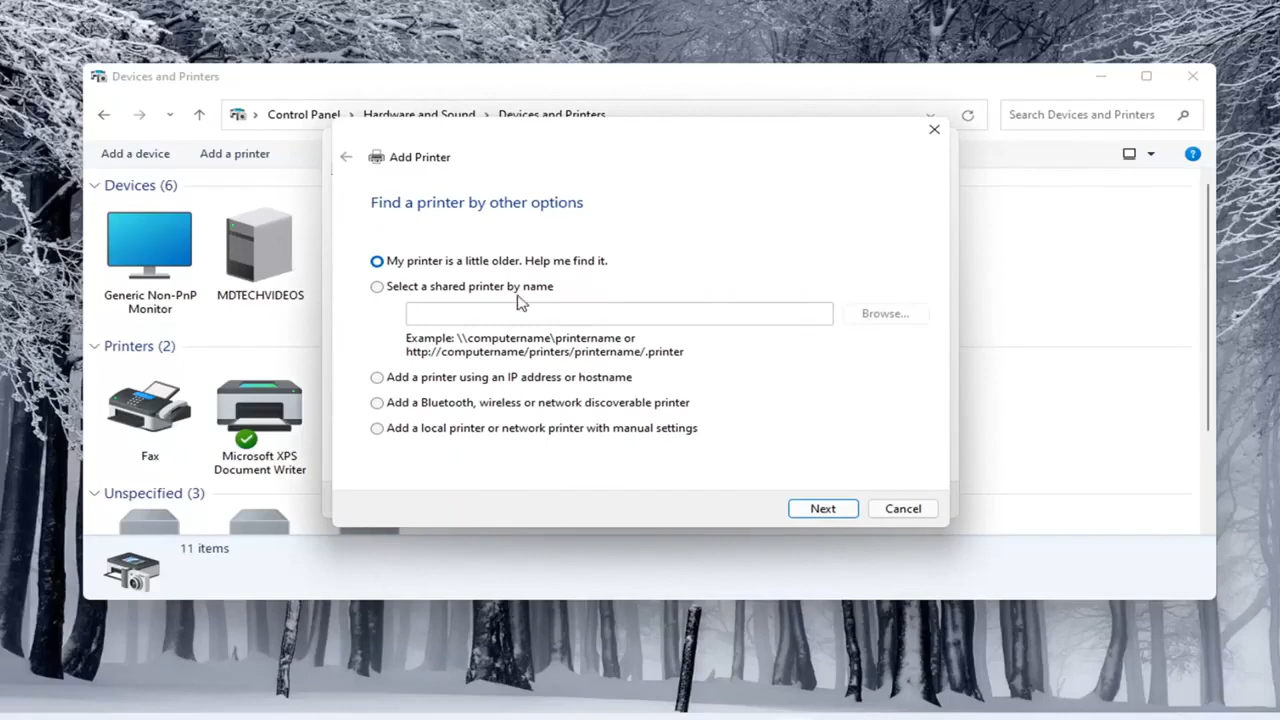 Devices and Printers
Control Panel > Hardware and Sound > Devices and Printers
Search Devices and Printers
Add a device
Add a printer
Devices (6)
Generic Non-PnP
Monitor
MDTECHVIDEOS
Printers (2)
Fax
Microsoft XPS
Document Writer
Unspecified (3)
11 items
Add Printer
Find a printer by other options
My printer is a little older. Help me find it.
Select a shared printer by name
Browse...
Example: \\computername\printername or
http://computername/printers/printername/.printer
Add a printer using an IP address or hostname
Add a Bluetooth, wireless or network discoverable printer
Add a local printer or network printer with manual settings
Next
Cancel